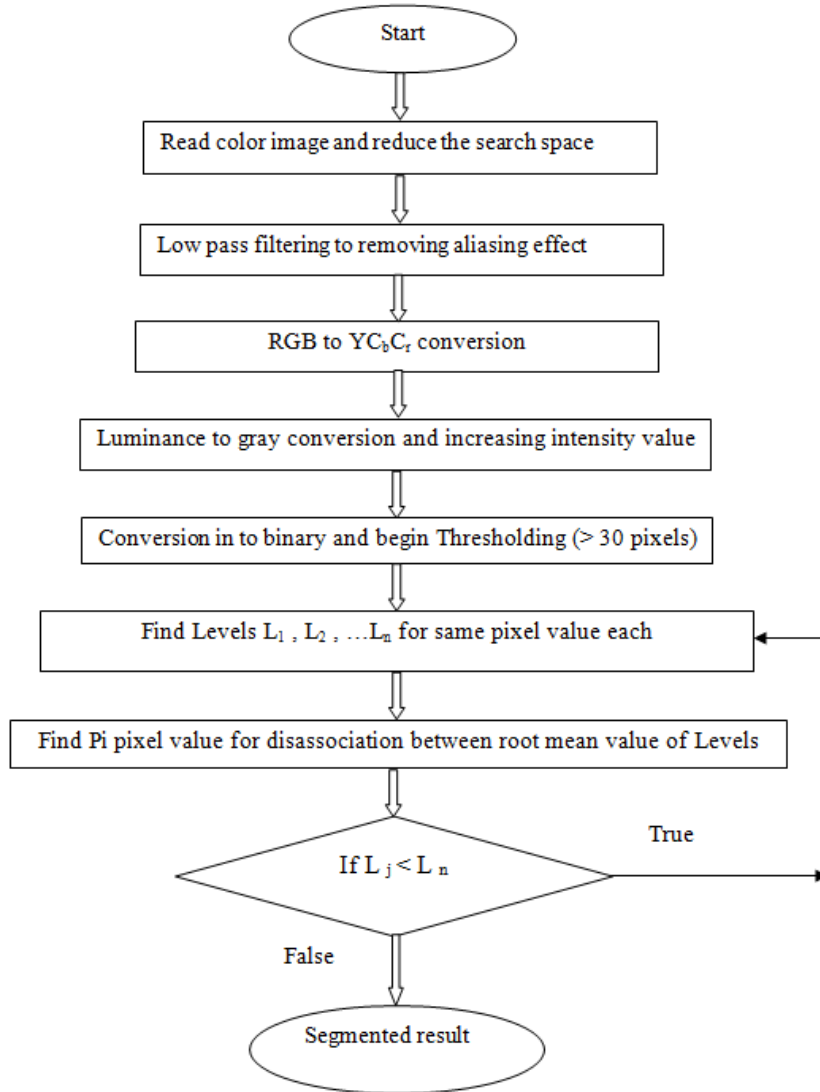 Start
Read color image and reduce the search space
Low pass filtering to removing aliasing effect
RGB to YCbCr conversion
Luminance to gray conversion and increasing intensity value
Conversion in to binary and begin Thresholding (> 30 pixels)
Find Levels L1 , L2 , …Ln for same pixel value each
Find Pi pixel value for disassociation between root mean value of Levels
True
If L j < L n
False
Segmented result